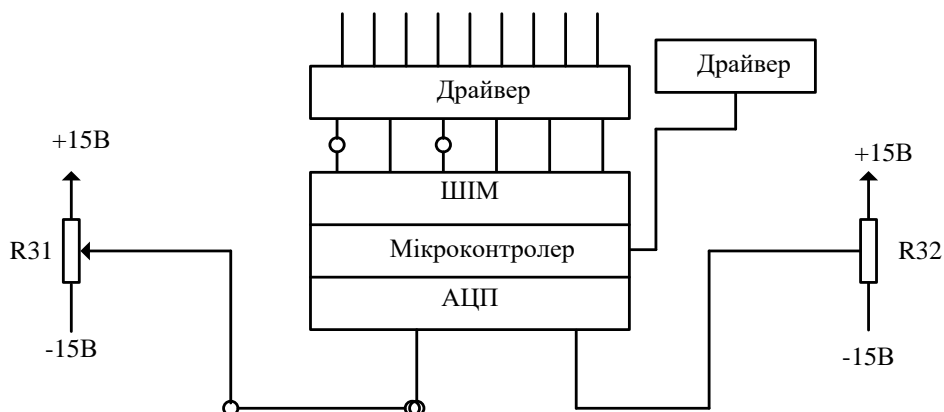 Драйвер
Драйвер
+15В
+15В
ШІМ
R31
Мікроконтролер
R32
АЦП
-15В
-15В